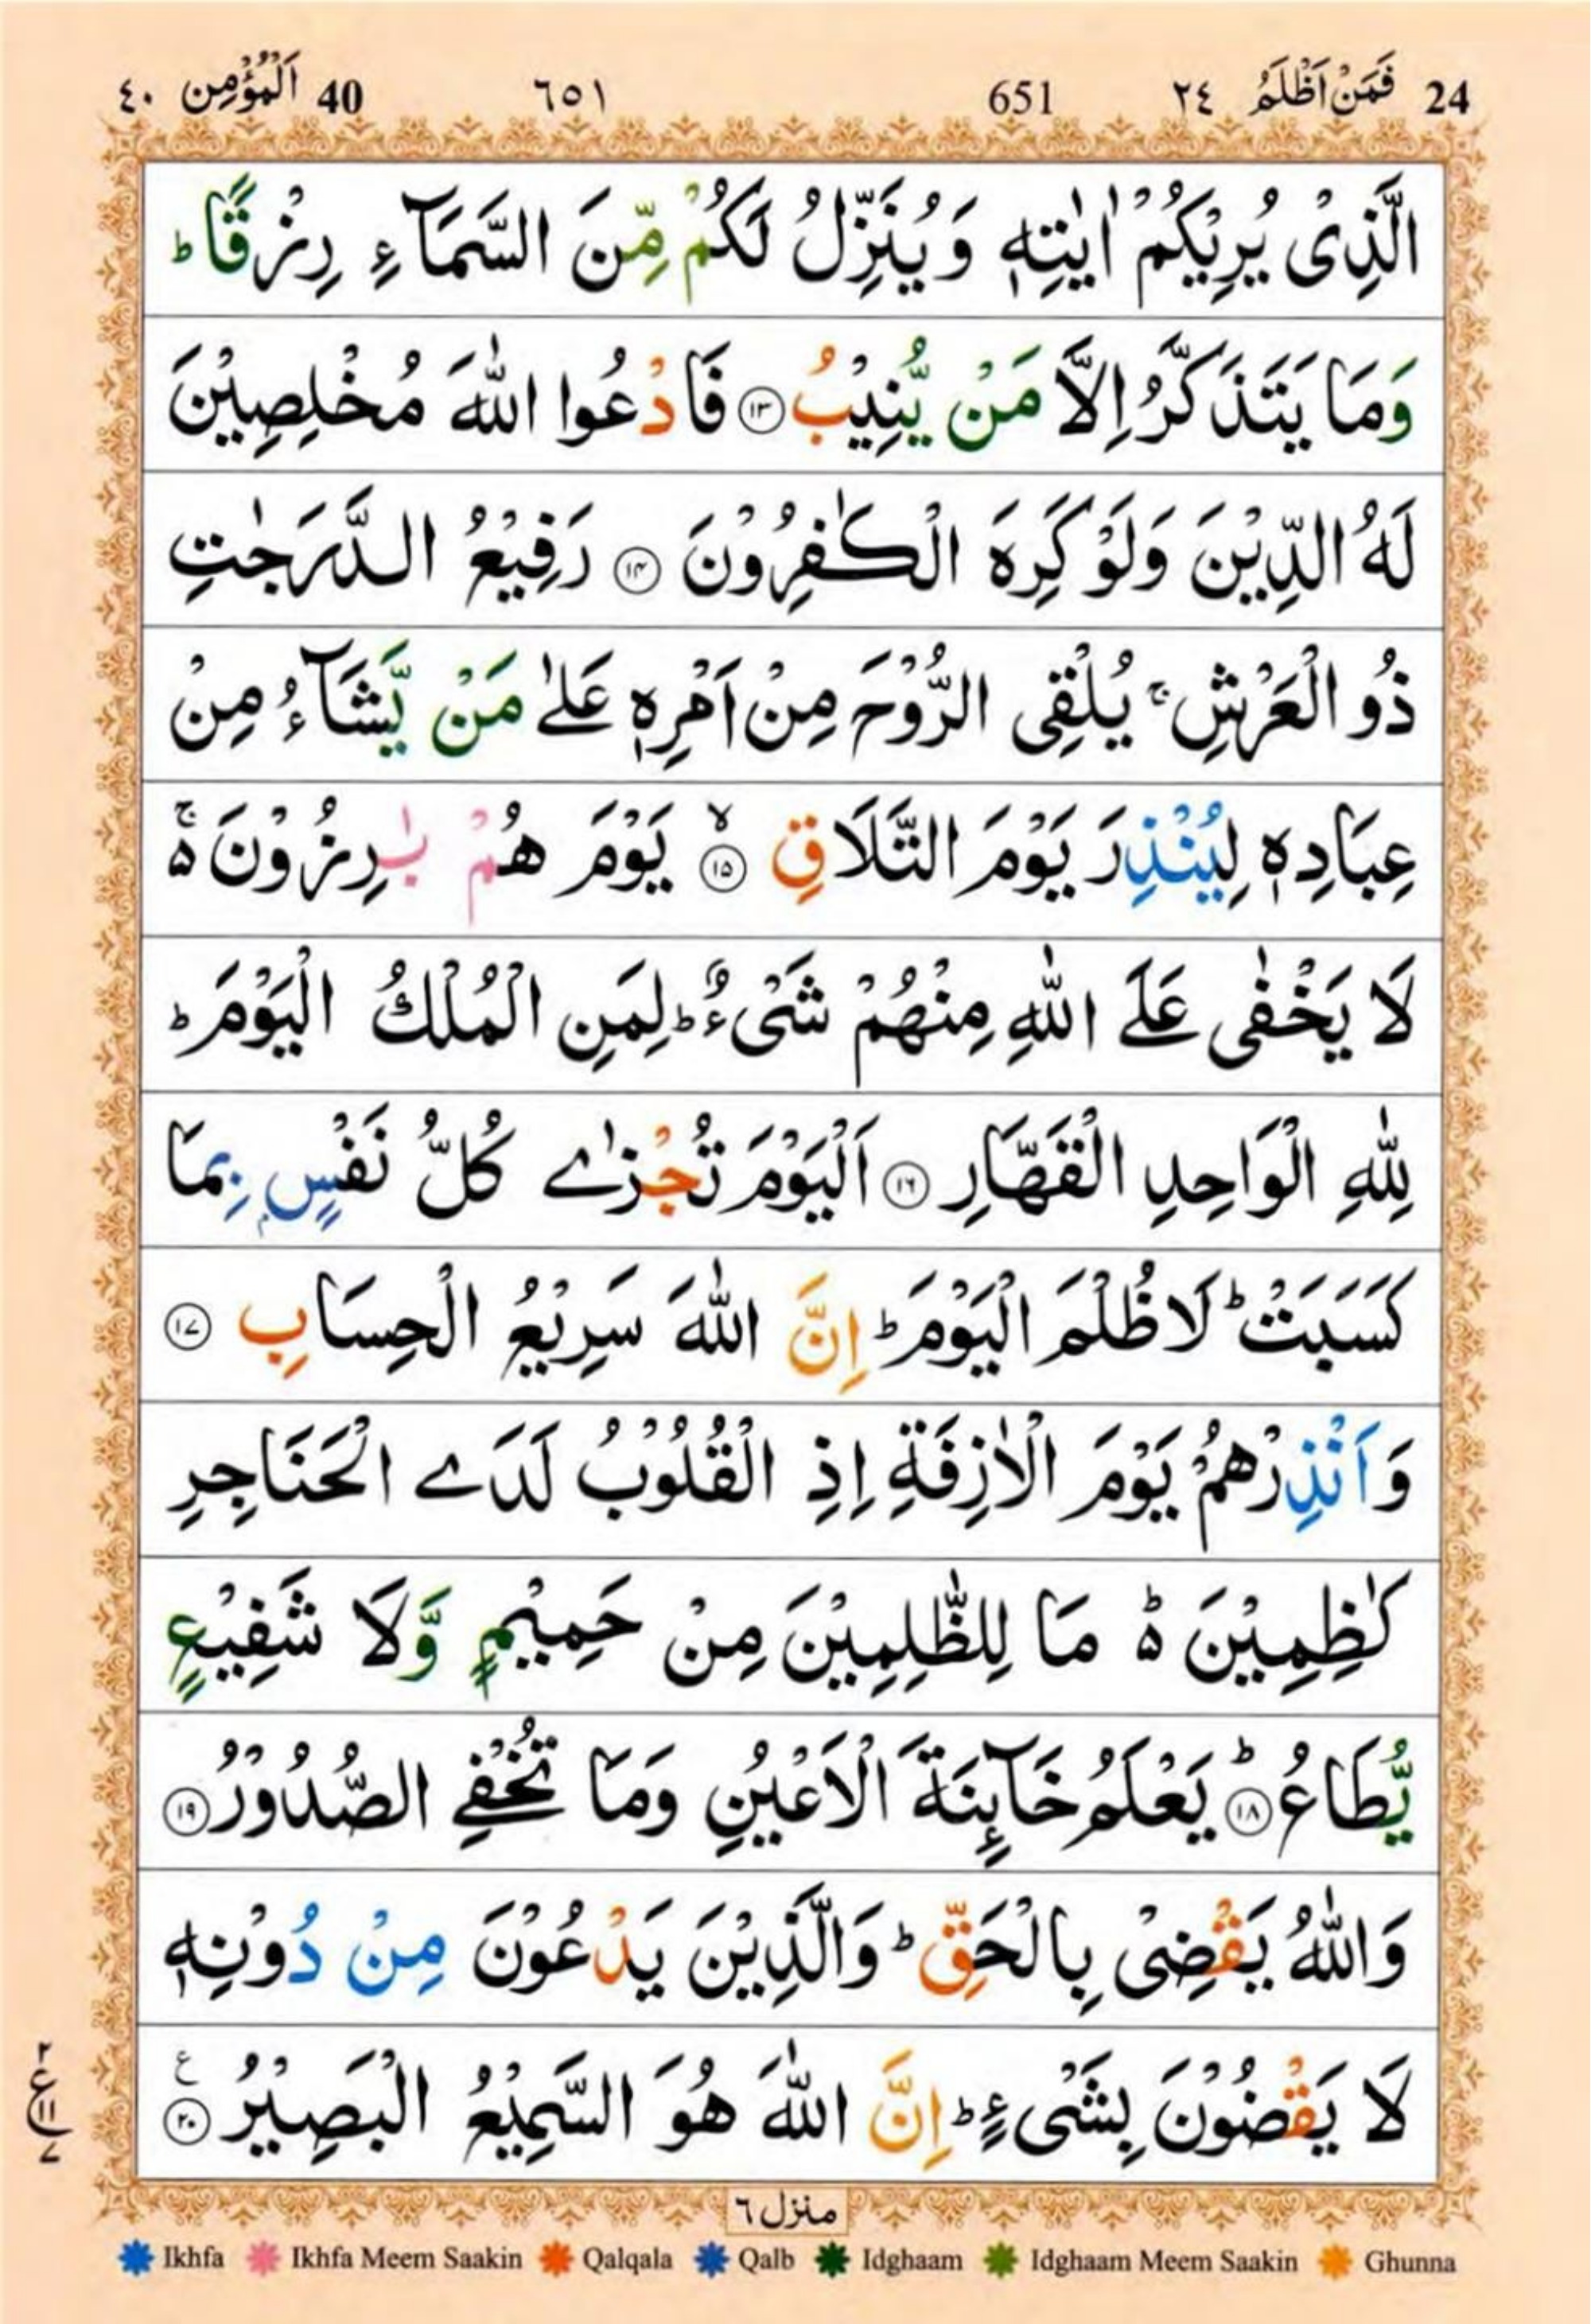 24 فَمَنْ اَظْلَمُ ٢٤ 651 ٦٥١ 40 اَلْمُؤْمِن ٤٠
الَّذِىْ يُرِيْكُمْ اٰيٰتِهٖ وَيُنَزِّلُ لَكُمْ مِّنَ السَّمَآءِ رِزْقًا ؕ
وَمَا يَتَذَكَّرُ اِلَّا مَنْ يُّنِيْبُ ۝۱۳ فَادْعُوا اللّٰهَ مُخْلِصِيْنَ
لَهُ الدِّيْنَ وَلَوْ كَرِهَ الْكٰفِرُوْنَ ۝۱۴ رَفِيْعُ الدَّرَجٰتِ
ذُو الْعَرْشِ ۚ يُلْقِى الرُّوْحَ مِنْ اَمْرِهٖ عَلٰى مَنْ يَّشَآءُ مِنْ
عِبَادِهٖ لِيُنْذِرَ يَوْمَ التَّلَاقِ ۙ۝۱۵ يَوْمَ هُمْ بٰرِزُوْنَ ۚ۬
لَا يَخْفٰى عَلَى اللّٰهِ مِنْهُمْ شَىْءٌ ؕ لِمَنِ الْمُلْكُ الْيَوْمَ ؕ
لِلّٰهِ الْوَاحِدِ الْقَهَّارِ ۝۱۶ اَلْيَوْمَ تُجْزٰى كُلُّ نَفْسٍۭ بِمَا
كَسَبَتْ ؕ لَا ظُلْمَ الْيَوْمَ ؕ اِنَّ اللّٰهَ سَرِيْعُ الْحِسَابِ ۝۱۷
وَاَنْذِرْهُمْ يَوْمَ الْاٰزِفَةِ اِذِ الْقُلُوْبُ لَدَى الْحَنَاجِرِ
كٰظِمِيْنَ ؕ۬ مَا لِلظّٰلِمِيْنَ مِنْ حَمِيْمٍ وَّلَا شَفِيْعٍ
يُّطَاعُ ؕ۝۱۸ يَعْلَمُ خَآئِنَةَ الْاَعْيُنِ وَمَا تُخْفِى الصُّدُوْرُ ۝۱۹
وَاللّٰهُ يَقْضِىْ بِالْحَقِّ ؕ وَالَّذِيْنَ يَدْعُوْنَ مِنْ دُوْنِهٖ
لَا يَقْضُوْنَ بِشَىْءٍ ؕ اِنَّ اللّٰهَ هُوَ السَّمِيْعُ الْبَصِيْرُ ۝۲۰ ع
۲ ع ۱۱ ۷
منزل ٦
Ikhfa Ikhfa Meem Saakin Qalqala Qalb Idghaam Idghaam Meem Saakin Ghunna